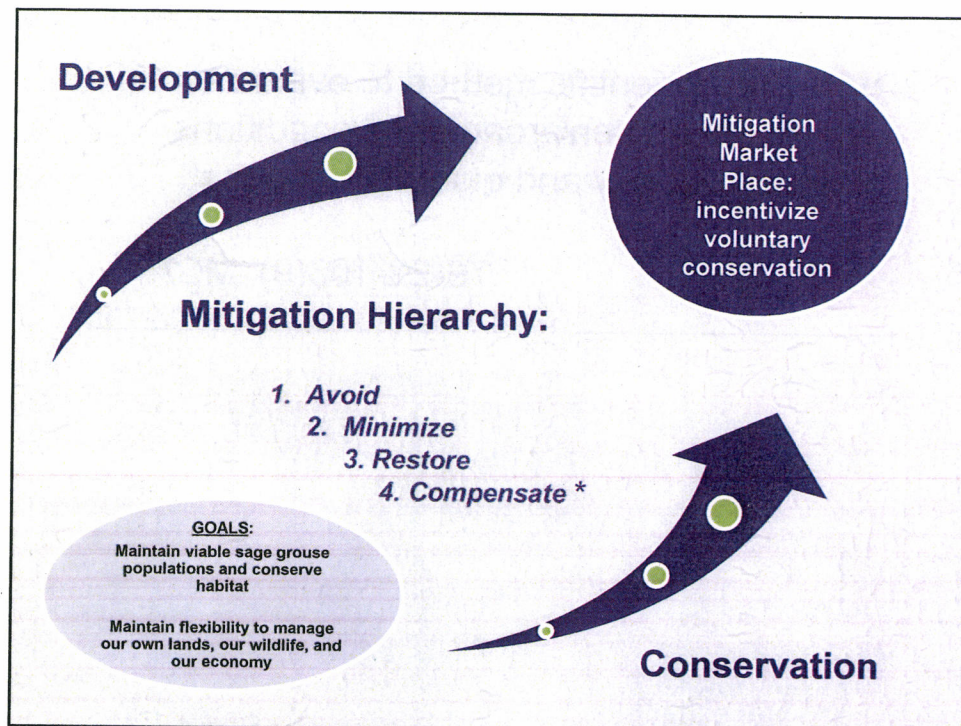 Development
Mitigation
Market
Place:
incentivize
voluntary
conservation
Mitigation Hierarchy:
1. Avoid
2. Minimize
3. Restore
4. Compensate *
GOALS:
Maintain viable sage grouse
populations and conserve
habitat
Maintain flexibility to manage
our own lands, our wildlife, and
our economy
Conservation